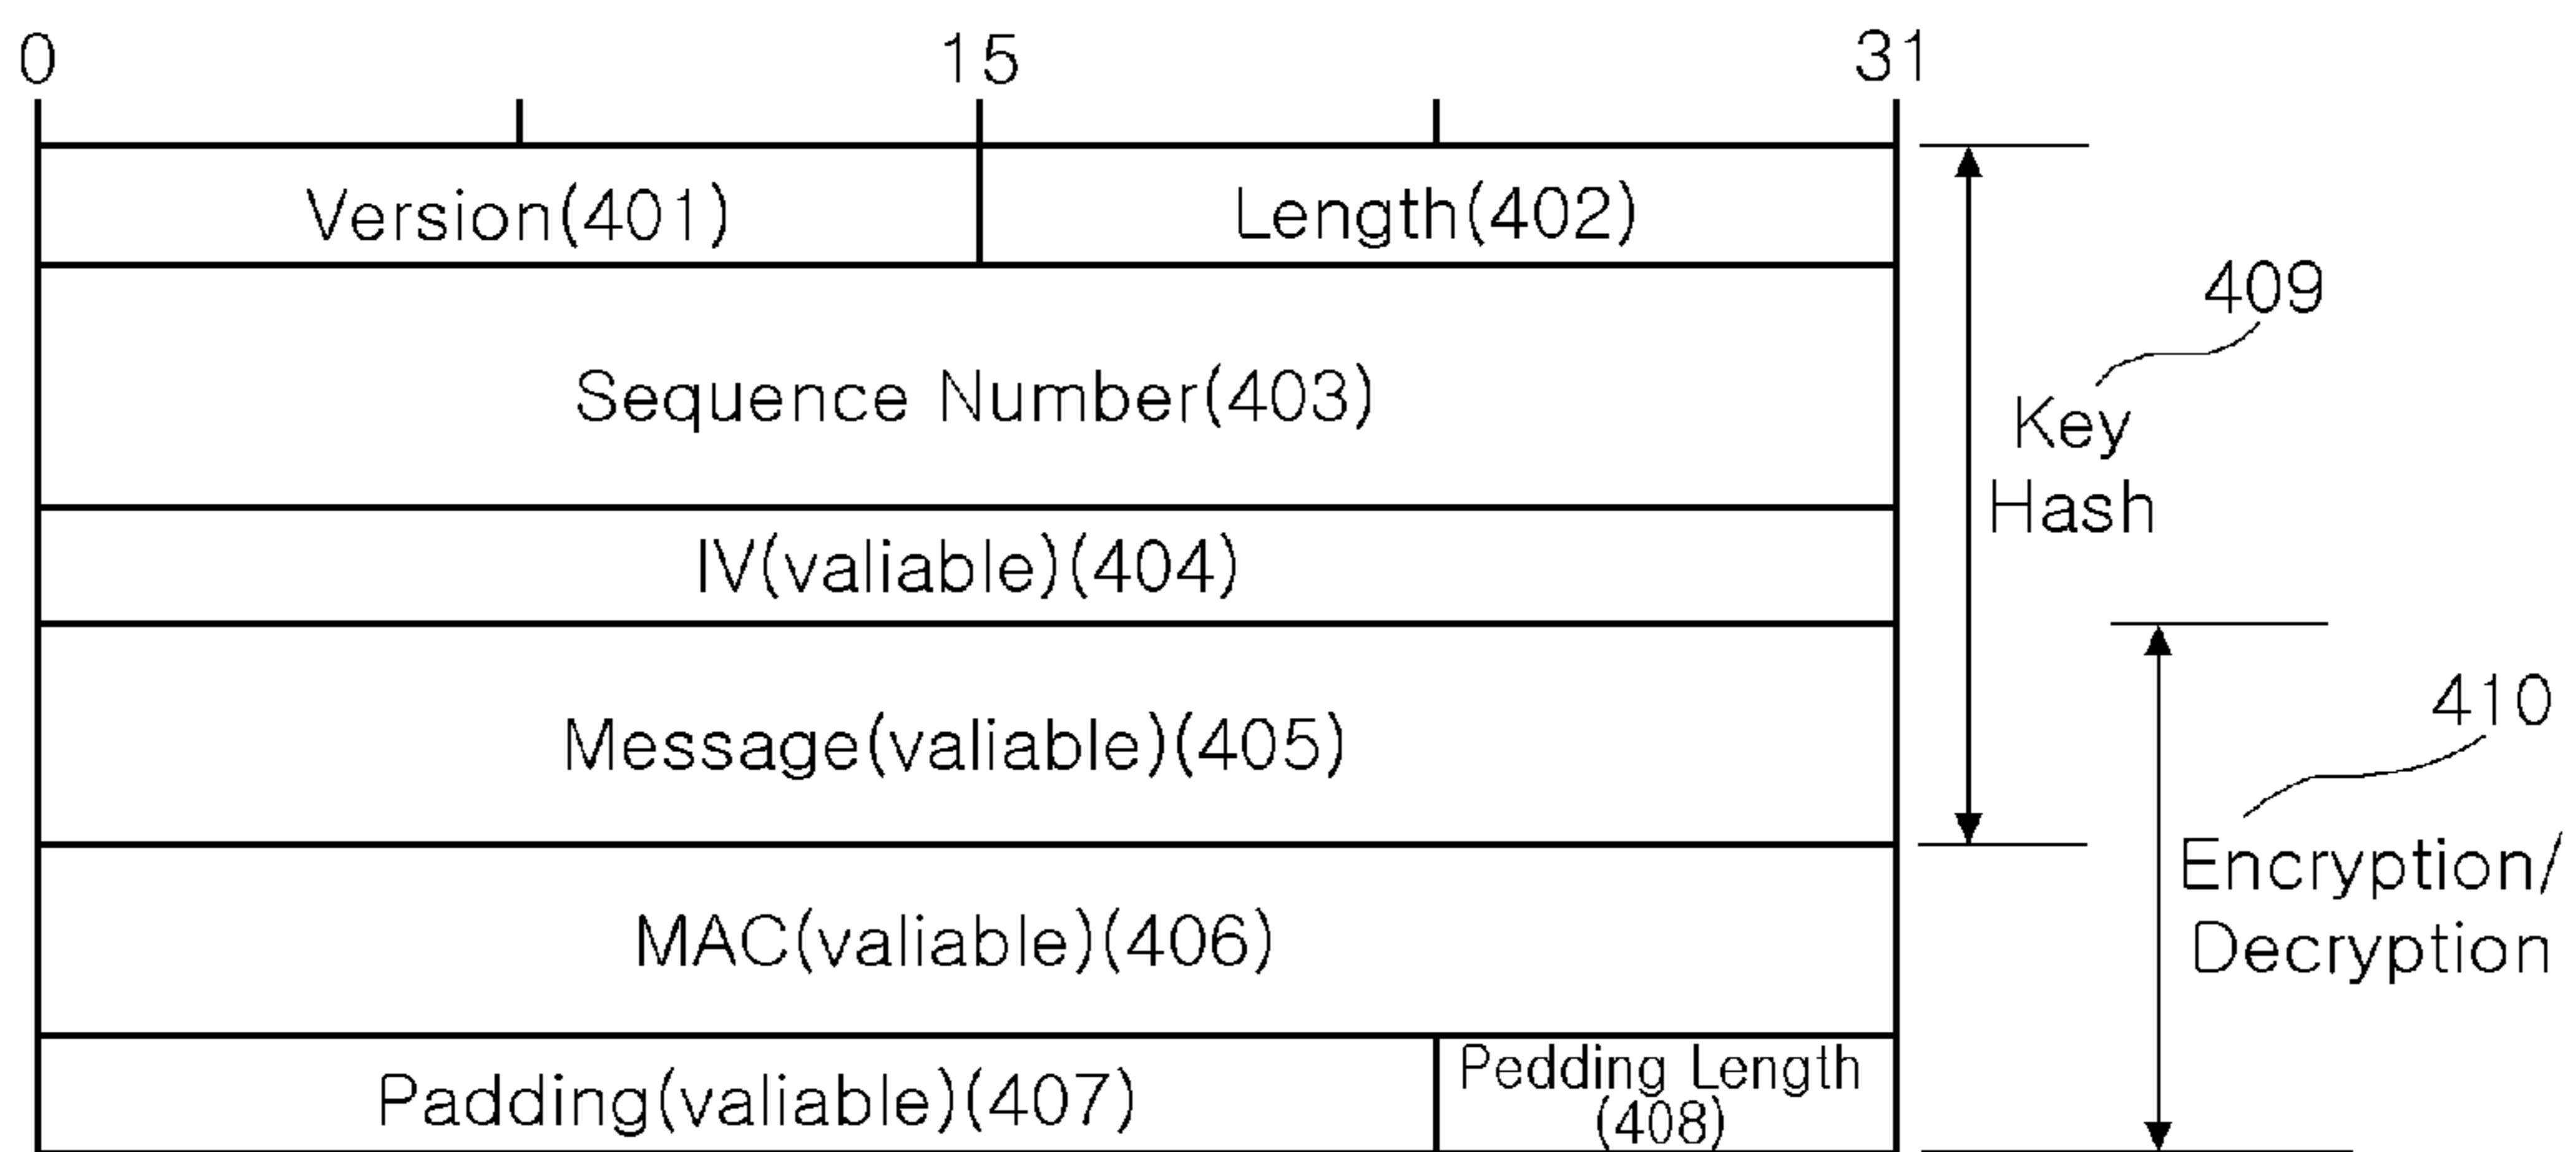 0
15
31
Version(401)
Length(402)
409
Sequence Number(403)
Key
Hash
IV(valiable)(404)
410
Message(valiable)(405)
Encryption/
Decryption
MAC(valiable)(406)
Padding(valiable)(407)
Pedding Length
(408)